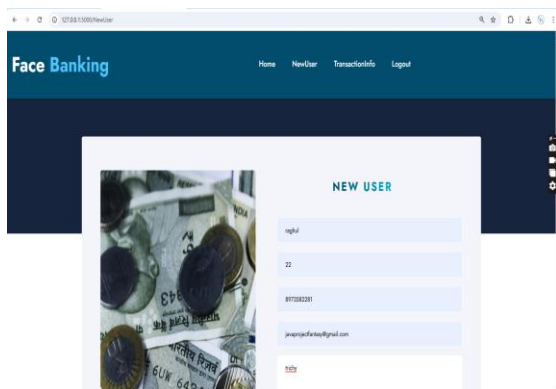 127.0.0.1:5000/NewUser
Face Banking
Home NewUser TransactionInfo Logout
NEW USER
raghul
22
javaprojectfantasy@gmail.com
trichy
भारतीय रिज़र्व